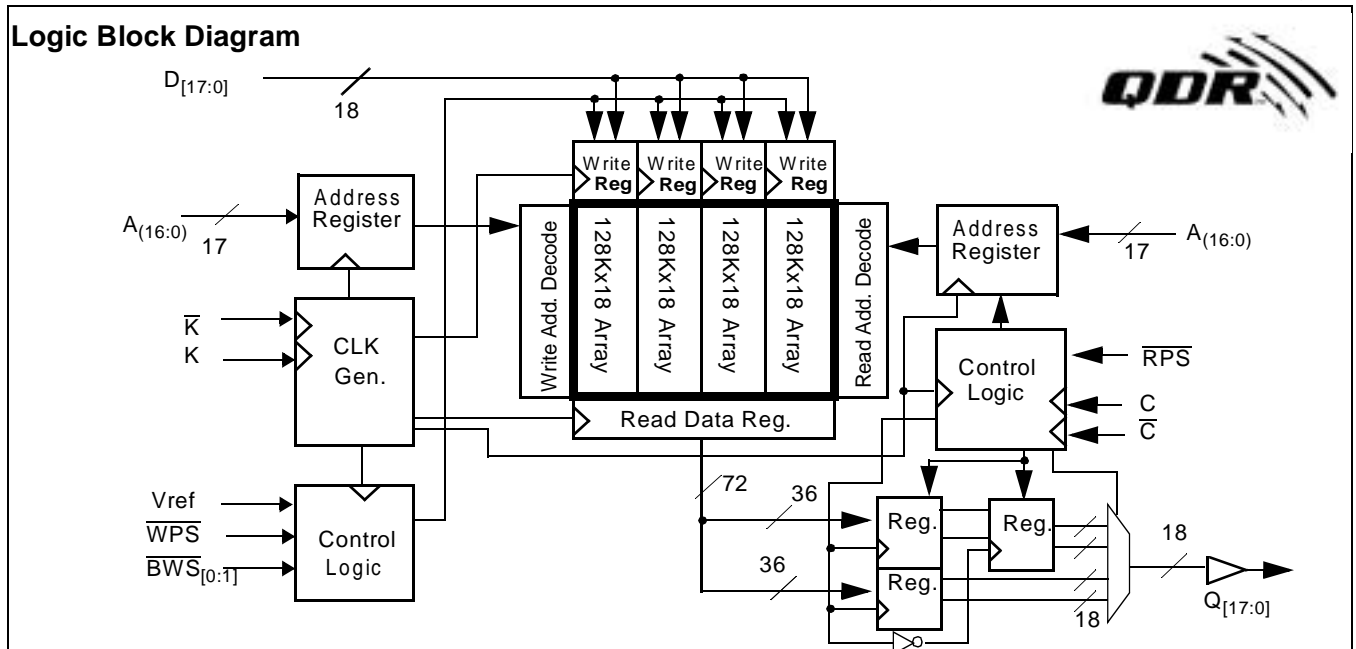 Logic Block Diagram
QDR
D[17:0]
18
Write Reg
Write Reg
Write Reg
Write Reg
Address
Register
A(16:0)
17
Write Add. Decode
128Kx18 Array
128Kx18 Array
128Kx18 Array
128Kx18 Array
Read Add. Decode
Address
Register
17
A(16:0)
K̅
K
CLK
Gen.
Control
Logic
R̅P̅S̅
C
C̅
Read Data Reg.
72
Vref
W̅P̅S̅
B̅W̅S̅[0:1]
Control
Logic
36
Reg.
Reg.
36
Reg.
18
18
Q[17:0]